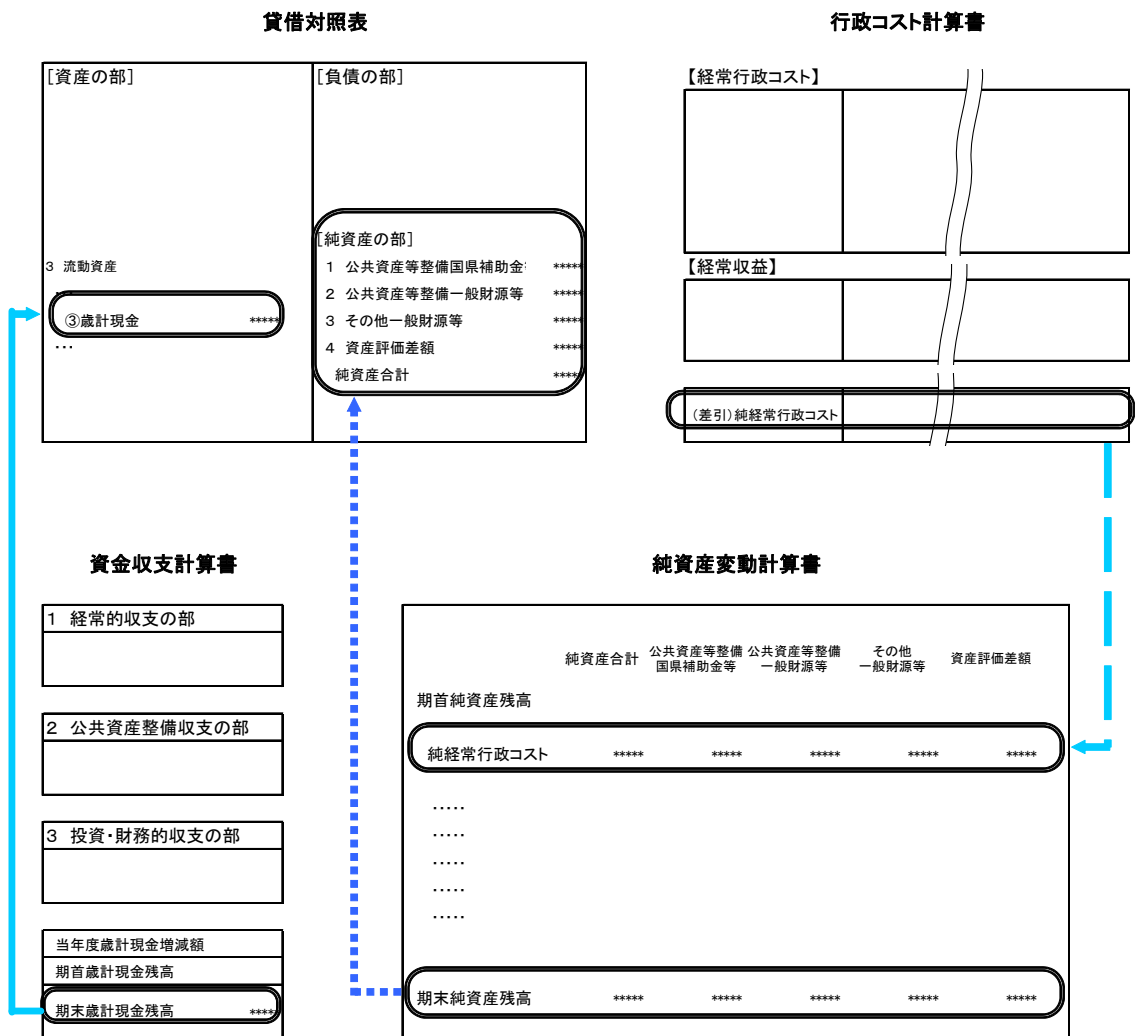 貸借対照表
行政コスト計算書
[資産の部]
[負債の部]
【経常行政コスト】
[純資産の部]
3 流動資産
1 公共資産等整備国県補助金
*****
【経常収益】
2 公共資産等整備一般財源等 *****
③歳計現金 *****
3 その他一般財源等 *****
･･･
4 資産評価差額 *****
純資産合計 *****
(差引)純経常行政コスト
資金収支計算書
純資産変動計算書
1 経常的収支の部
純資産合計
公共資産等整備
国県補助金等
公共資産等整備
一般財源等
その他
一般財源等
資産評価差額
期首純資産残高
2 公共資産整備収支の部
純経常行政コスト ***** ***** ***** ***** *****
･････
･････
･････
･････
･････
3 投資･財務的収支の部
当年度歳計現金増減額
期首歳計現金残高
期末歳計現金残高 *****
期末純資産残高 ***** ***** ***** ***** *****